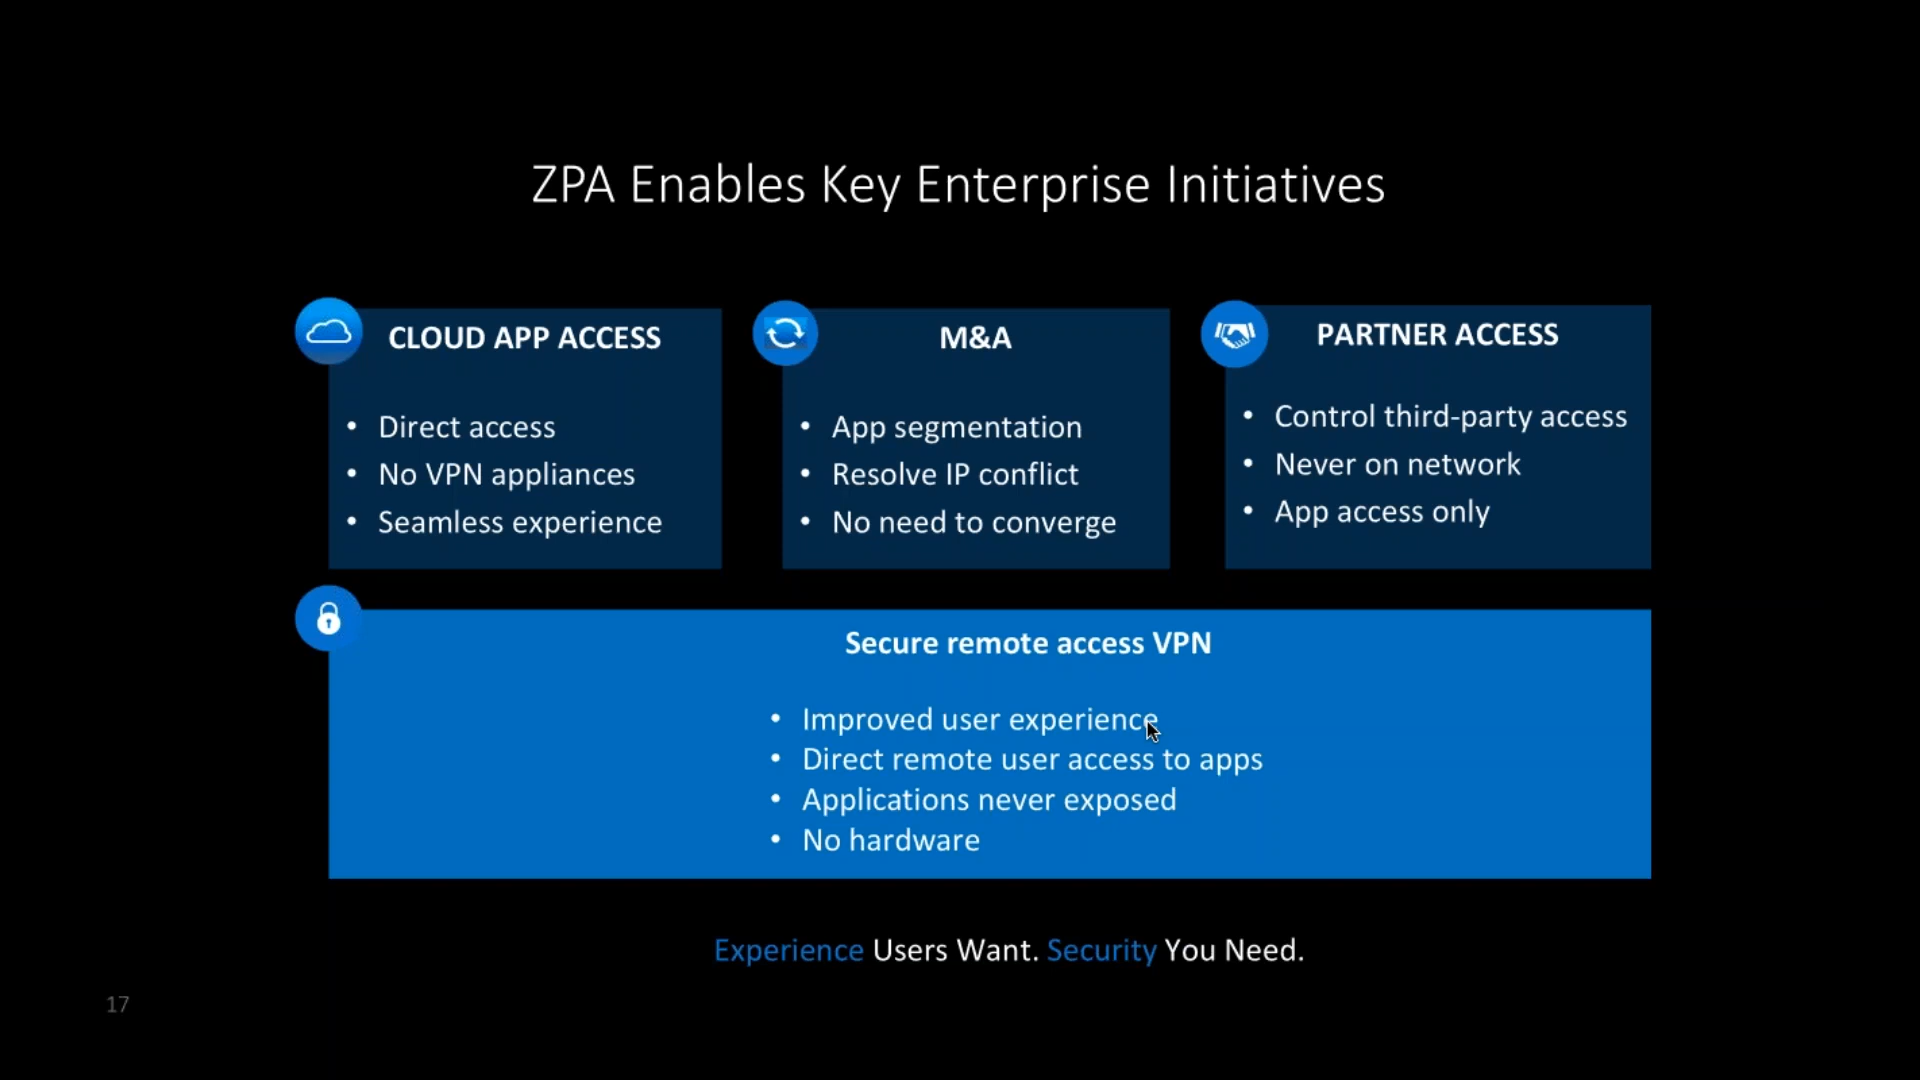 ZPA Enables Key Enterprise Initiatives
CLOUD APP ACCESS
• Direct access
• No VPN appliances
• Seamless experience
M&A
• App segmentation
• Resolve IP conflict
• No need to converge
PARTNER ACCESS
• Control third-party access
• Never on network
• App access only
Secure remote access VPN
• Improved user experience
• Direct remote user access to apps
• Applications never exposed
• No hardware
Experience Users Want. Security You Need.
17